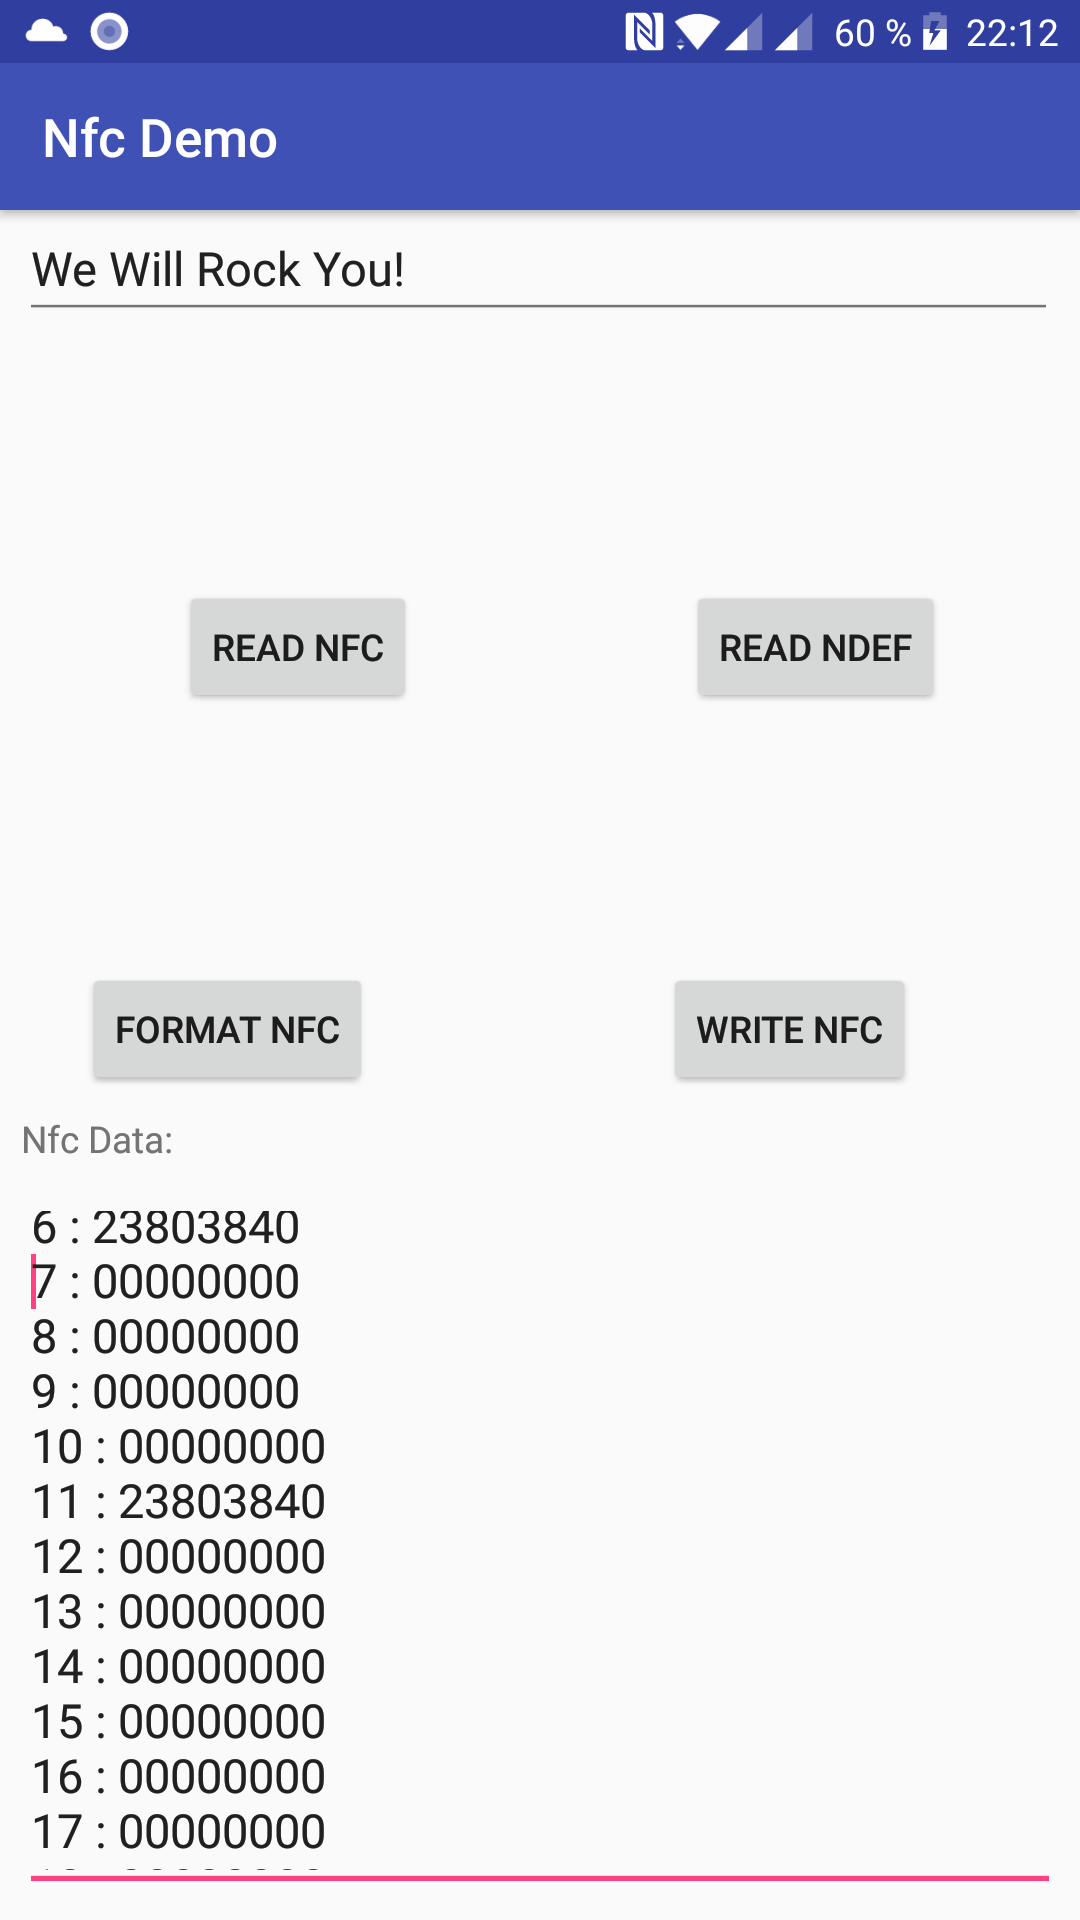 60 % 22:12
Nfc Demo
We Will Rock You!
READ NFC READ NDEF
FORMAT NFC WRITE NFC
Nfc Data:
6 : 23803840
7 : 00000000
8 : 00000000
9 : 00000000
10 : 00000000
11 : 23803840
12 : 00000000
13 : 00000000
14 : 00000000
15 : 00000000
16 : 00000000
17 : 00000000